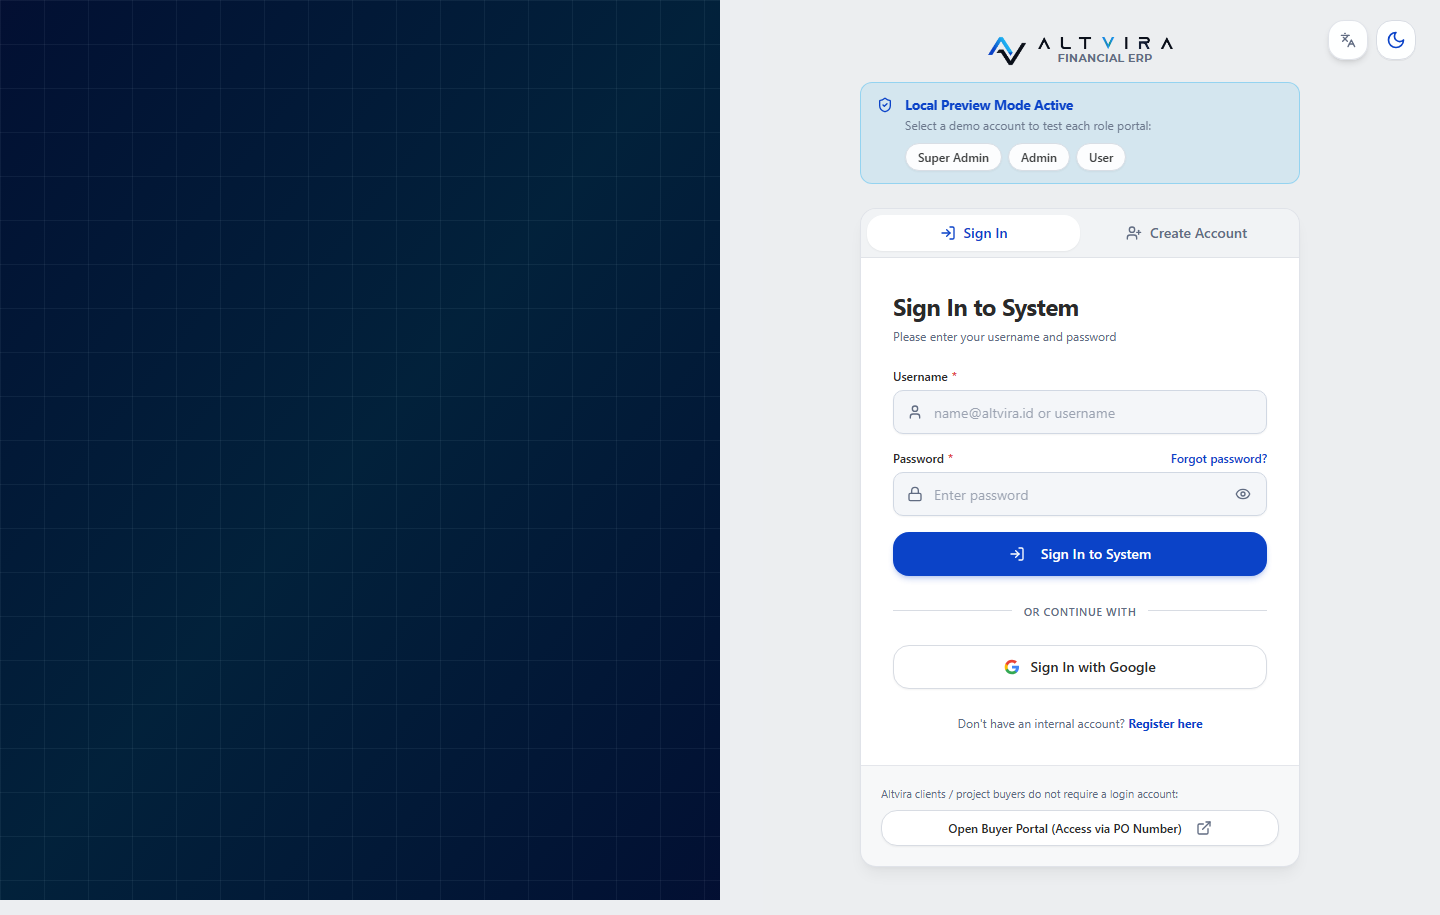 ALTVIRA
FINANCIAL ERP
Local Preview Mode Active
Select a demo account to test each role portal:
Super Admin Admin User
Sign In Create Account
Sign In to System
Please enter your username and password
Username *
name@altvira.id or username
Password * Forgot password?
Enter password
Sign In to System
OR CONTINUE WITH
Sign In with Google
Don't have an internal account? Register here
Altvira clients / project buyers do not require a login account:
Open Buyer Portal (Access via PO Number)